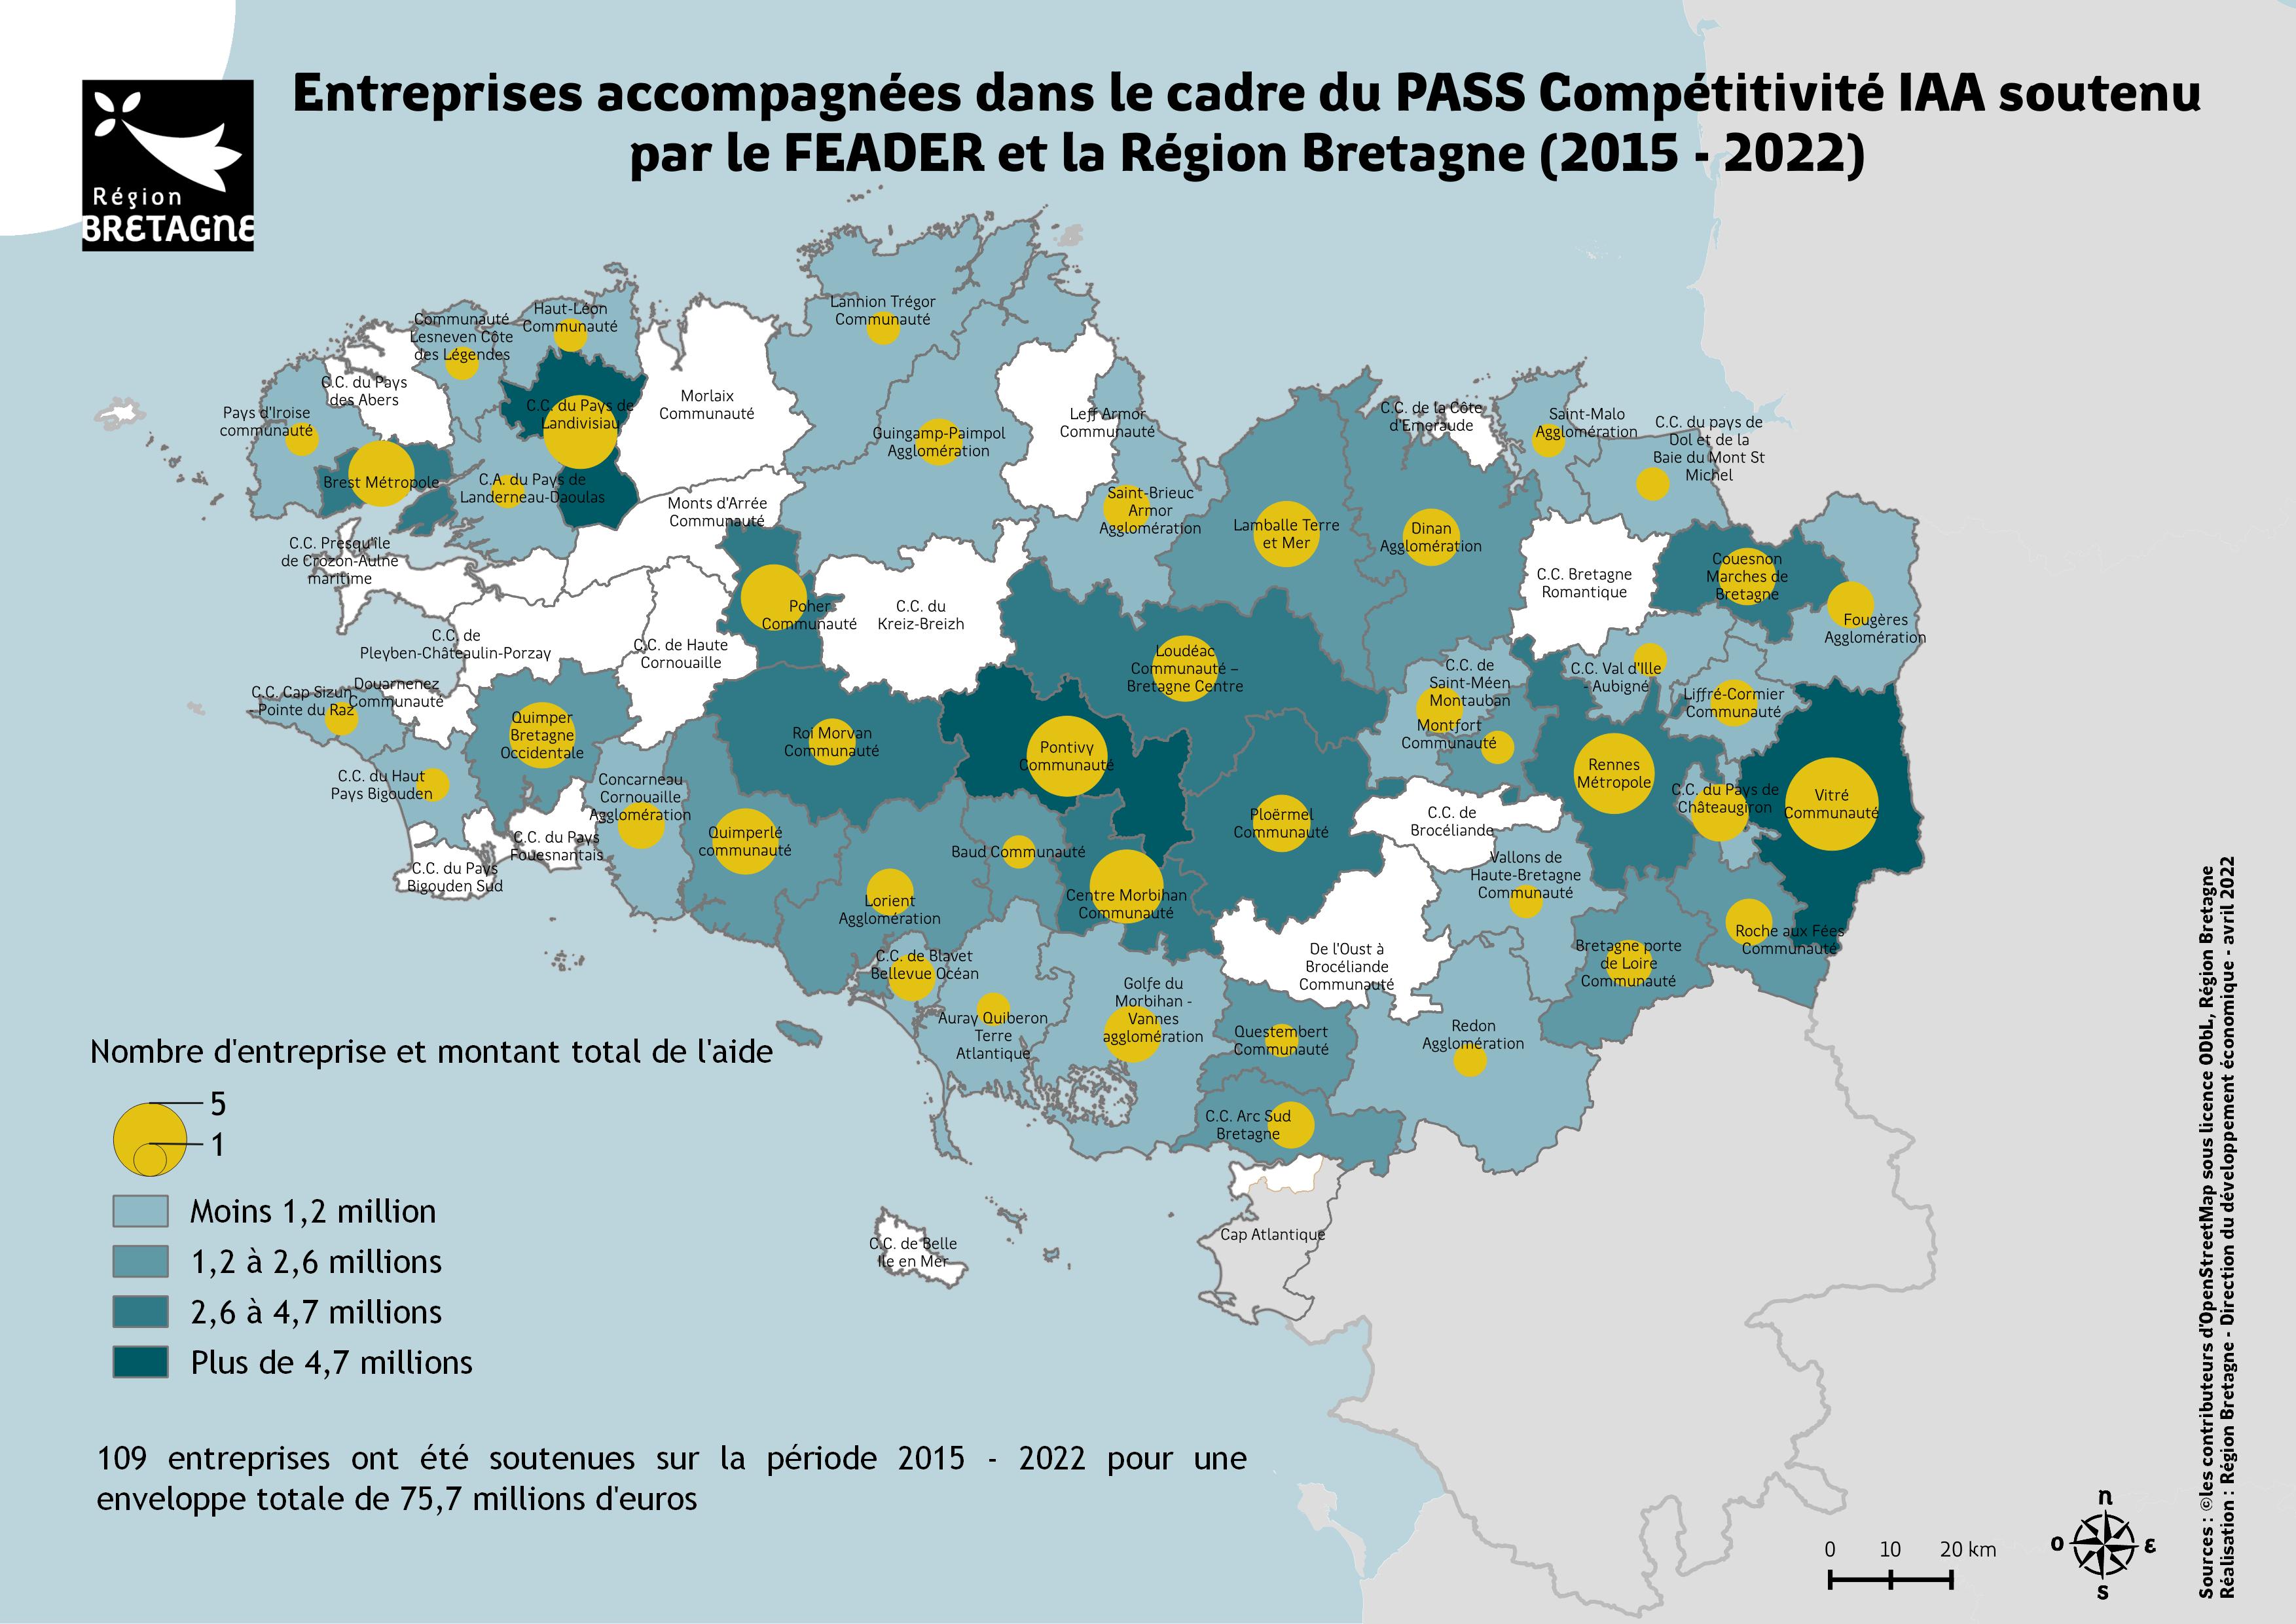 Entreprises accompagnées dans le cadre du PASS Compétitivité IAA soutenu
par le FEADER et la Région Bretagne (2015 - 2022)
Région
BRETAGNE
Lannion Trégor
Communauté
Haut-Léon
Communauté
Communauté
Lesneven Côte
des Légendes
C.C. du Pays
des Abers
Pays d'Iroise
communauté
C.C. du Pays de
Landivisiau
Morlaix
Communauté
Guingamp-Paimpol
Agglomération
Leff Armor
Communauté
C.C. de la Côte
d'Emeraude
Saint-Malo
Agglomération
C.C. du pays de
Dol et de la
Baie du Mont St
Michel
Brest Métropole
C.A. du Pays de
Landerneau-Daoulas
Monts d'Arrée
Communauté
Saint-Brieuc
Armor
Agglomération
Lamballe Terre
et Mer
Dinan
Agglomération
C.C. Presqu'île
de Crozon-Aulne
maritime
C.C. Bretagne
Romantique
Couesnon
Marches de
Bretagne
Fougères
Agglomération
Poher
Communauté
C.C. du
Kreiz-Breizh
C.C. de
Pleyben-Châteaulin-Porzay
C.C. de Haute
Cornouaille
Loudéac
Communauté –
Bretagne Centre
C.C. de
Saint-Méen
Montauban
C.C. Val d'Ille
- Aubigné
Liffré-Cormier
Communauté
C.C. Cap Sizun
- Pointe du Raz
Douarnenez
Communauté
Quimper
Bretagne
Occidentale
Roi Morvan
Communauté
Pontivy
Communauté
Montfort
Communauté
Rennes
Métropole
C.C. du Pays de
Châteaugiron
Vitré
Communauté
C.C. du Haut
Pays Bigouden
Concarneau
Cornouaille
Agglomération
Quimperlé
communauté
Ploërmel
Communauté
C.C. de
Brocéliande
C.C. du Pays
Fouesnantais
C.C. du Pays
Bigouden Sud
Baud Communauté
Centre Morbihan
Communauté
Vallons de
Haute-Bretagne
Communauté
Lorient
Agglomération
Roche aux Fées
Communauté
Bretagne porte
de Loire
Communauté
De l'Oust à
Brocéliande
Communauté
C.C. de Blavet
Bellevue Océan
Golfe du
Morbihan -
Vannes
agglomération
Auray Quiberon
Terre
Atlantique
Questembert
Communauté
Redon
Agglomération
C.C. Arc Sud
Bretagne
Cap Atlantique
C.C. de Belle
Ile en Mer
Nombre d'entreprise et montant total de l'aide
5
1
Moins 1,2 million
1,2 à 2,6 millions
2,6 à 4,7 millions
Plus de 4,7 millions
109 entreprises ont été soutenues sur la période 2015 - 2022 pour une
enveloppe totale de 75,7 millions d'euros
0 10 20 km
n
o ε
s
Sources : ©les contributeurs d'OpenStreetMap sous licence ODbL, Région Bretagne
Réalisation : Région Bretagne - Direction du développement économique - avril 2022